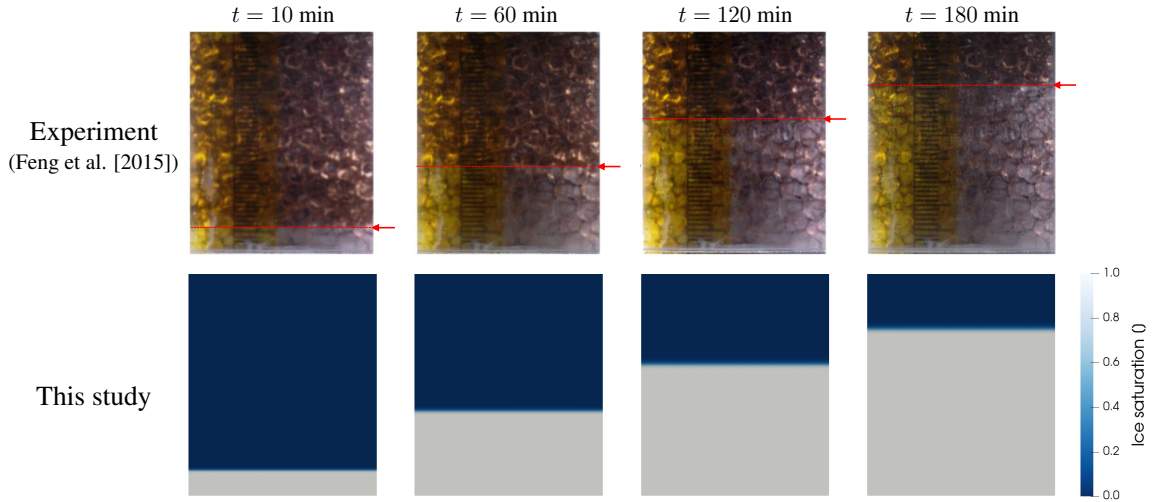 t = 10 min
t = 60 min
t = 120 min
t = 180 min
Experiment
(Feng et al. [2015])
This study
1.0
0.8
0.6
0.4
0.2
0.0
Ice saturation ()